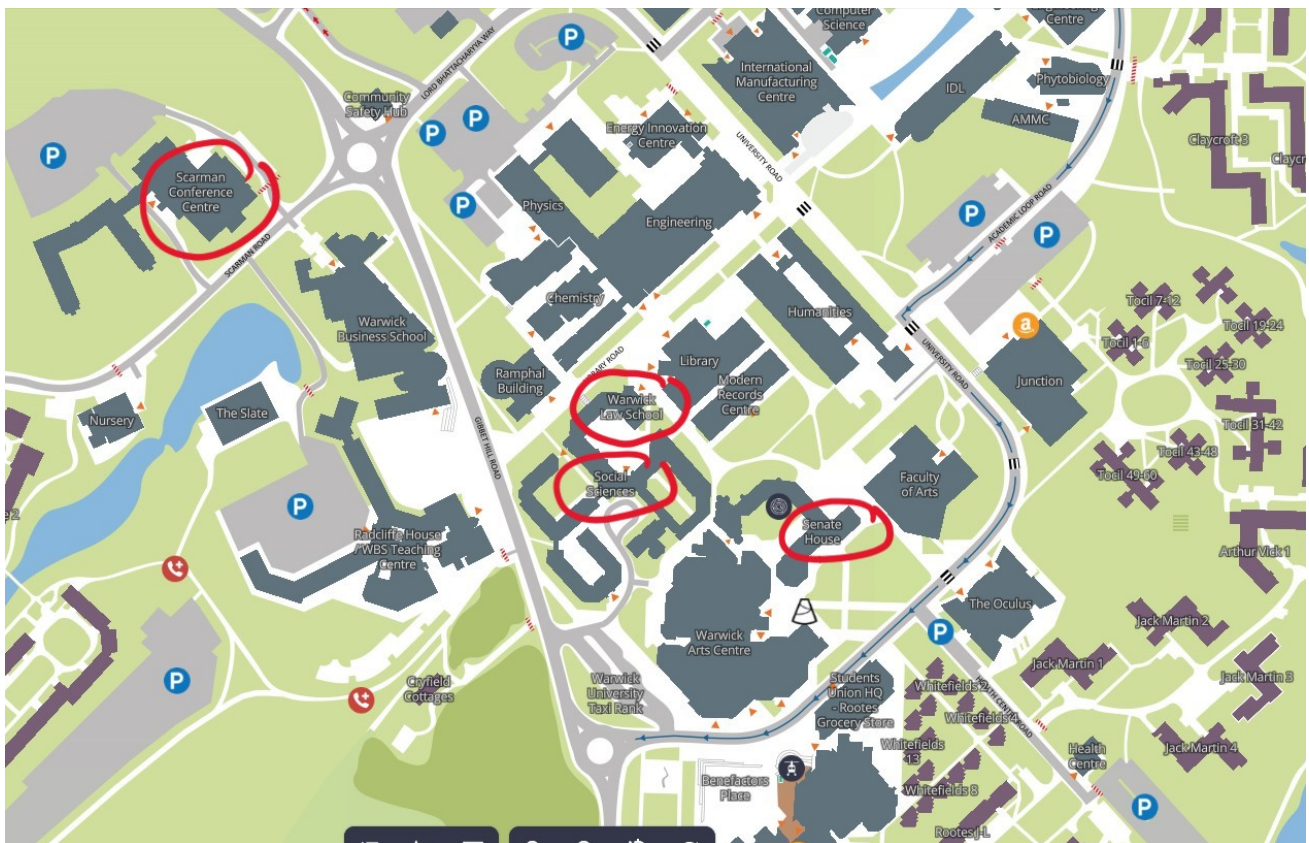 Computer
Science
Engineering
Centre
P
LORD BHATTACHARYYA WAY
International
Manufacturing
Centre
IDL
Phytobiology
Community
Safety Hub
P
P
AMMC
Energy Innovation
Centre
UNIVERSITY ROAD
Claycroft 3
P
Scarman
Conference
Centre
Physics
P
Engineering
P
P
ACADEMIC LOOP ROAD
SCARMAN ROAD
Chemistry
Humanities
Tocil 7-12
Tocil 19-24
a
Warwick
Business School
Tocil 1-6
UNIVERSITY ROAD
LIBRARY ROAD
Library
Tocil 25-30
Ramphal
Building
Junction
Modern
Records
Centre
Warwick
Law School
Nursery
The Slate
Tocil 31-42
GIBBET HILL ROAD
Tocil 43-48
Tocil 49-60
Social
Sciences
Faculty
of Arts
P
Senate
House
Radcliffe House
/ WBS Teaching
Centre
Arthur Vick 1
The Oculus
P
Jack Martin 2
Warwick
Arts Centre
Jack Martin 1
P
Cryfield
Cottages
Warwick
University
Taxi Rank
Students
Union HQ
- Rootes
Grocery Store
Whitefields 2
Jack Martin 3
Whitefields 4
Whitefields
13
Jack Martin 4
Health
Centre
Benefactors
Place
Whitefields 8
P
Rootes J-L